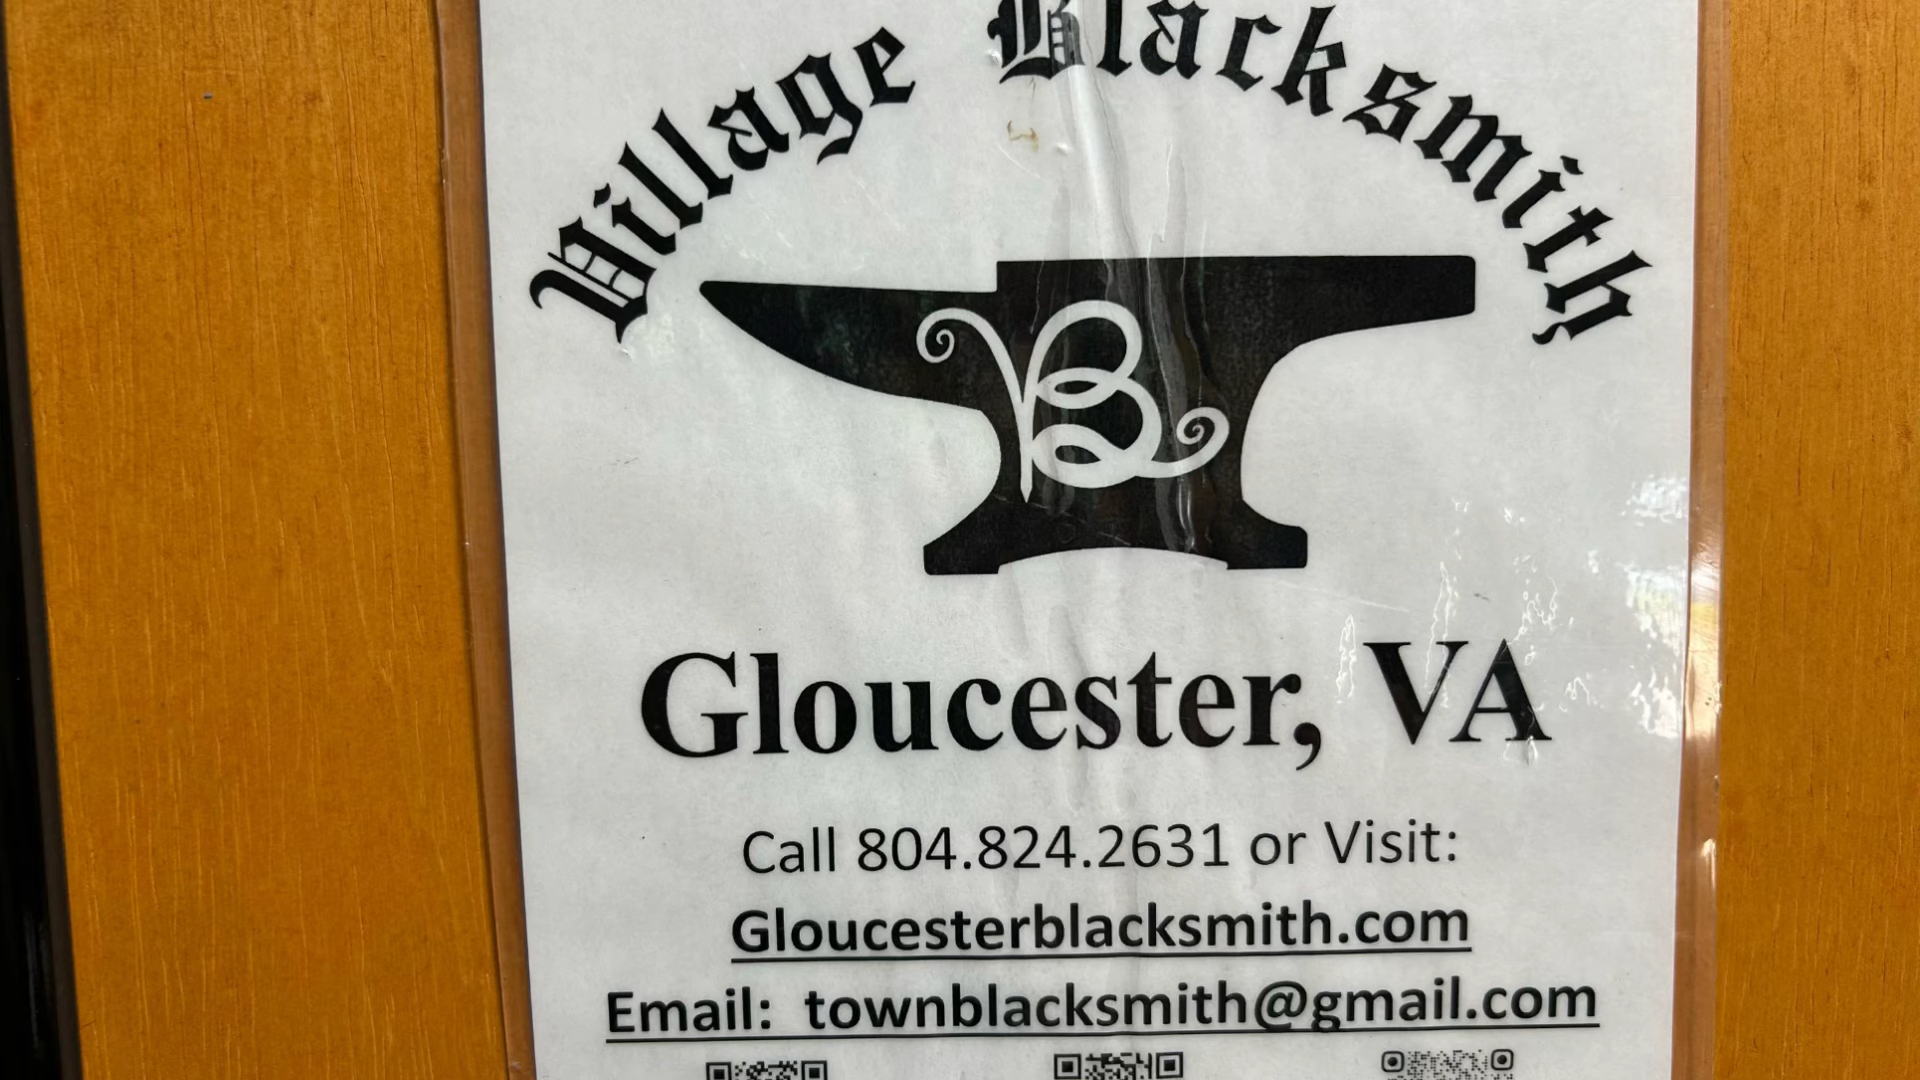 Village Blacksmith
B
Gloucester, VA
Call 804.824.2631 or Visit:
Gloucesterblacksmith.com
Email: townblacksmith@gmail.com